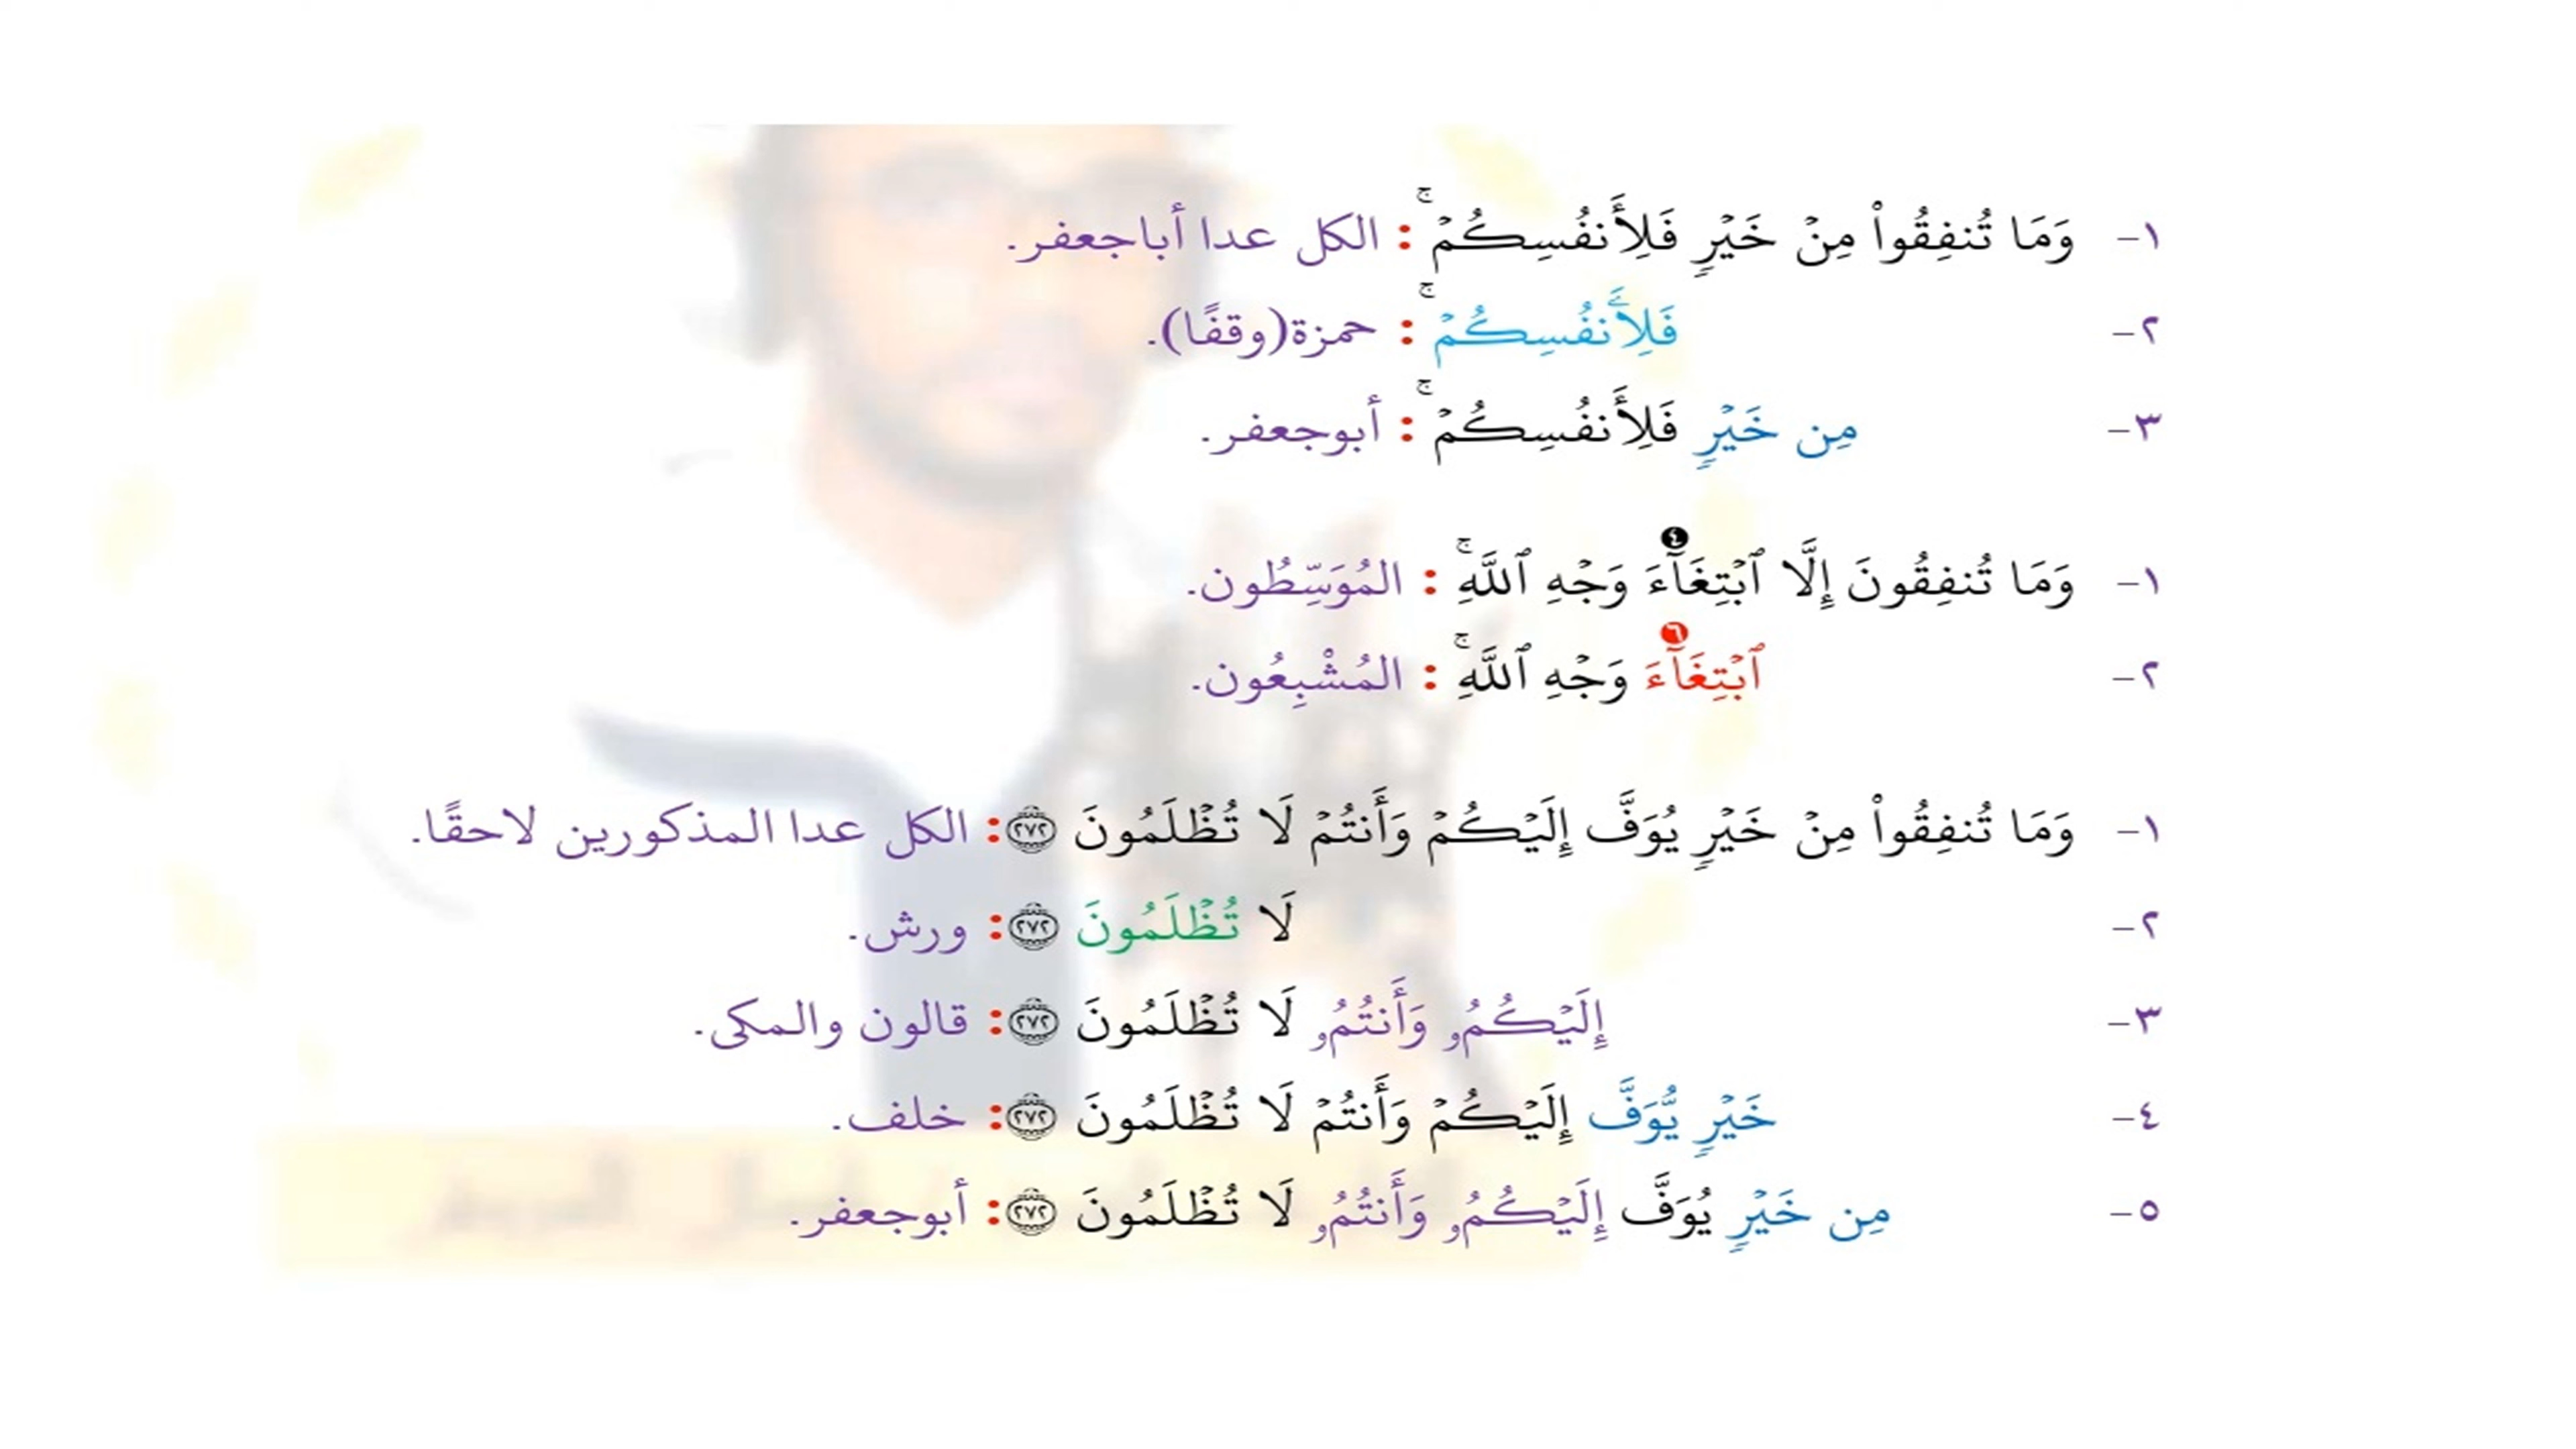 ١- وَمَا تُنفِقُوا۟ مِنْ خَيْرٍ فَلِأَنفُسِكُمْ ۚ : الكل عدا أباجعفر.
٢- فَلِأَنفُسِكُمْ ۚ : حمزة(وقفًا).
٣- مِن خَيْرٍ فَلِأَنفُسِكُمْ ۚ : أبوجعفر.
١- وَمَا تُنفِقُونَ إِلَّا ٱبْتِغَآءَ ٤ وَجْهِ ٱللَّهِ ۚ : المُوَسِّطُون.
٢- ٱبْتِغَآءَ ٦ وَجْهِ ٱللَّهِ ۚ : المُشْبِعُون.
١- وَمَا تُنفِقُوا۟ مِنْ خَيْرٍ يُوَفَّ إِلَيْكُمْ وَأَنتُمْ لَا تُظْلَمُونَ ٢٧٢ : الكل عدا المذكورين لاحقًا.
٢- لَا تُظْلَمُونَ ٢٧٢ : ورش.
٣- إِلَيْكُمُۥ وَأَنتُمُۥ لَا تُظْلَمُونَ ٢٧٢ : قالون والمكى.
٤- خَيْرٍ يُّوَفَّ إِلَيْكُمْ وَأَنتُمْ لَا تُظْلَمُونَ ٢٧٢ : خلف.
٥- مِن خَيْرٍ يُوَفَّ إِلَيْكُمُۥ وَأَنتُمُۥ لَا تُظْلَمُونَ ٢٧٢ : أبوجعفر.